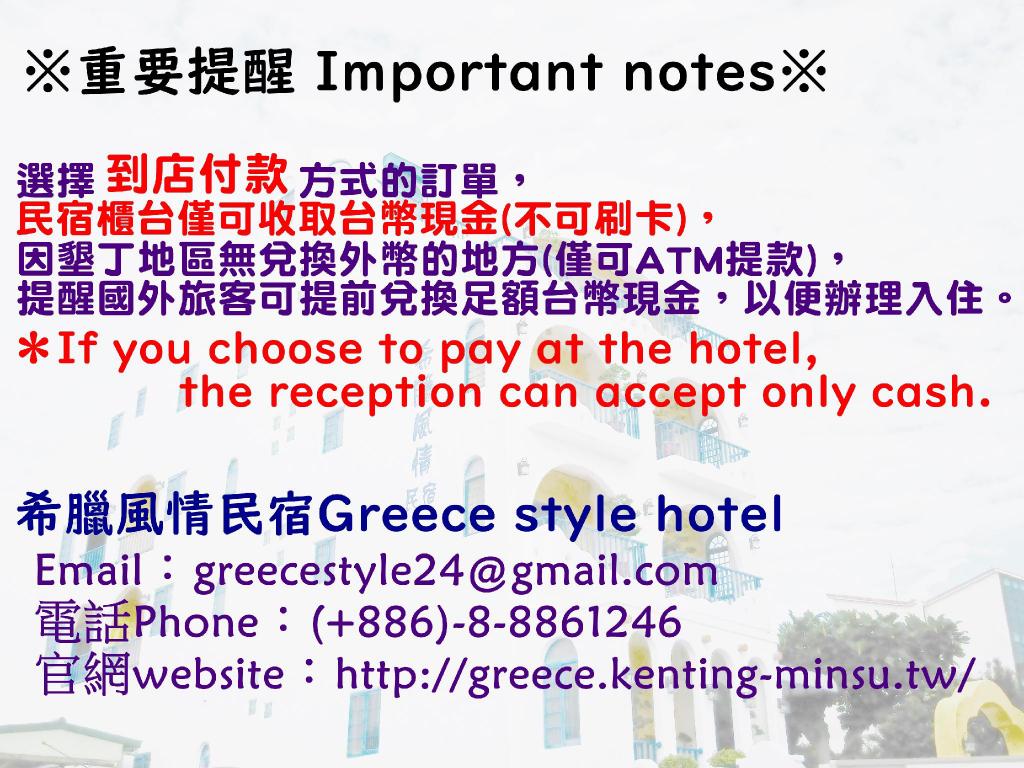 ※重要提醒 Important notes※
選擇 到店付款 方式的訂單，
民宿櫃台僅可收取台幣現金(不可刷卡)，
因墾丁地區無兌換外幣的地方(僅可ATM提款)，
提醒國外旅客可提前兌換足額台幣現金，以便辦理入住。
＊If you choose to pay at the hotel,
the reception can accept only cash.
希臘風情民宿
希臘風情民宿Greece style hotel
Email：greecestyle24@gmail.com
電話Phone：(+886)-8-8861246
官網website：http://greece.kenting-minsu.tw/